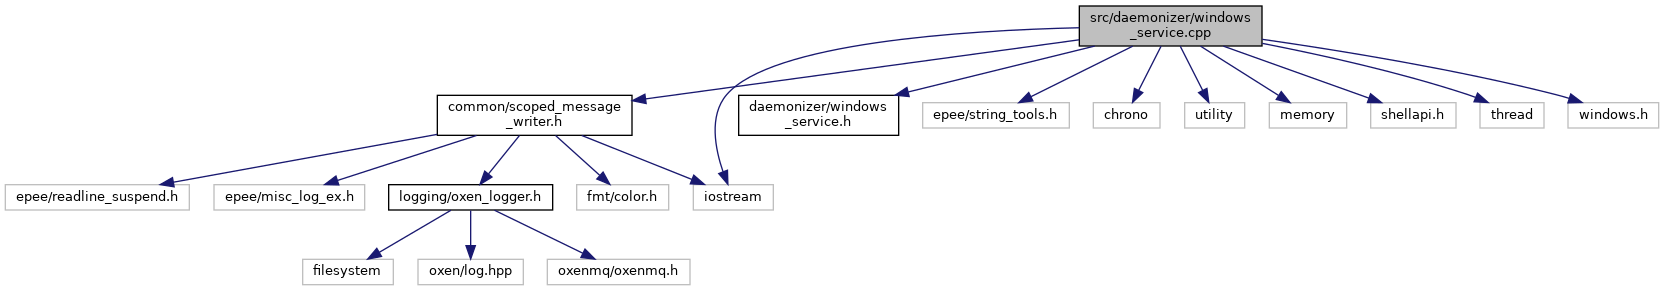 src/daemonizer/windows
_service.cpp
common/scoped_message
_writer.h
daemonizer/windows
_service.h
epee/string_tools.h
chrono
utility
memory
shellapi.h
thread
windows.h
epee/readline_suspend.h
epee/misc_log_ex.h
logging/oxen_logger.h
fmt/color.h
iostream
filesystem
oxen/log.hpp
oxenmq/oxenmq.h